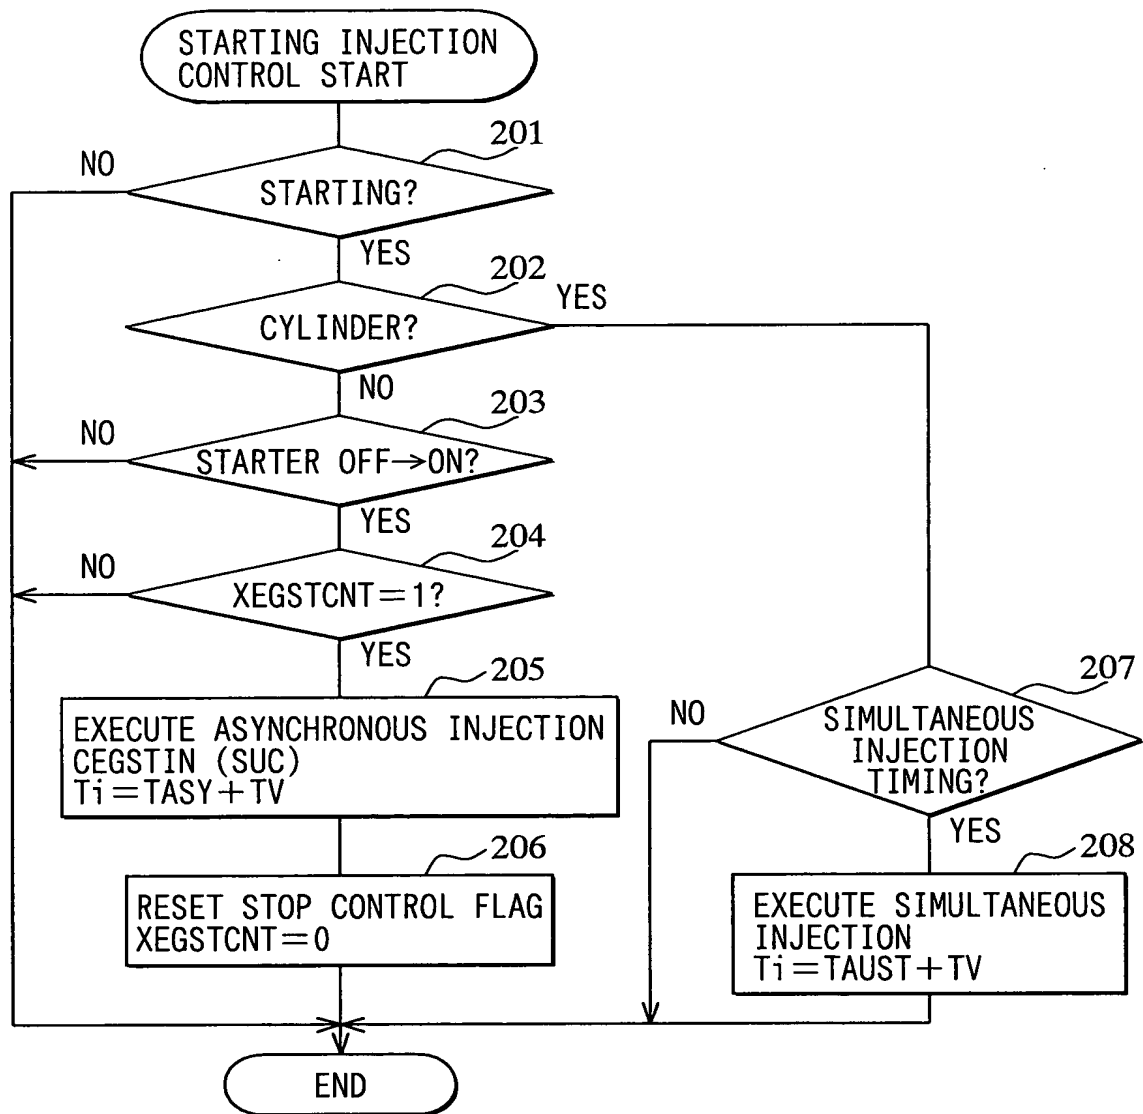 STARTING INJECTION
CONTROL START
201
NO
STARTING?
YES
202
YES
CYLINDER?
NO
203
NO
STARTER OFF→ON?
YES
204
NO
XEGSTCNT=1?
YES
205
EXECUTE ASYNCHRONOUS INJECTION
CEGSTIN (SUC)
Ti=TASY+TV
206
RESET STOP CONTROL FLAG
XEGSTCNT=0
207
NO
SIMULTANEOUS
INJECTION
TIMING?
YES
208
EXECUTE SIMULTANEOUS
INJECTION
Ti=TAUST+TV
END